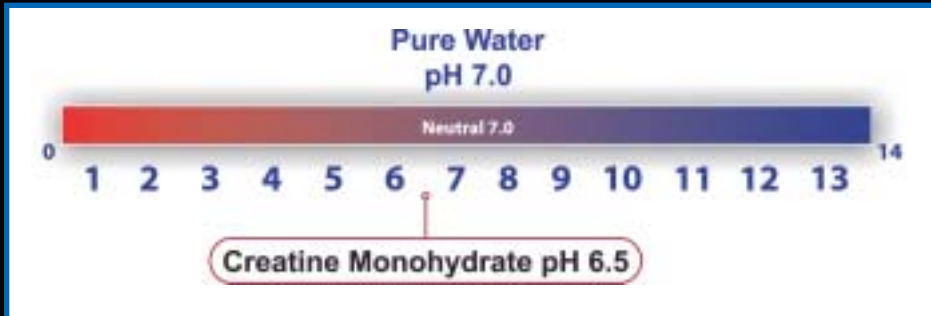 Pure Water
pH 7.0
Neutral 7.0
0 14
1 2 3 4 5 6 7 8 9 10 11 12 13
Creatine Monohydrate pH 6.5